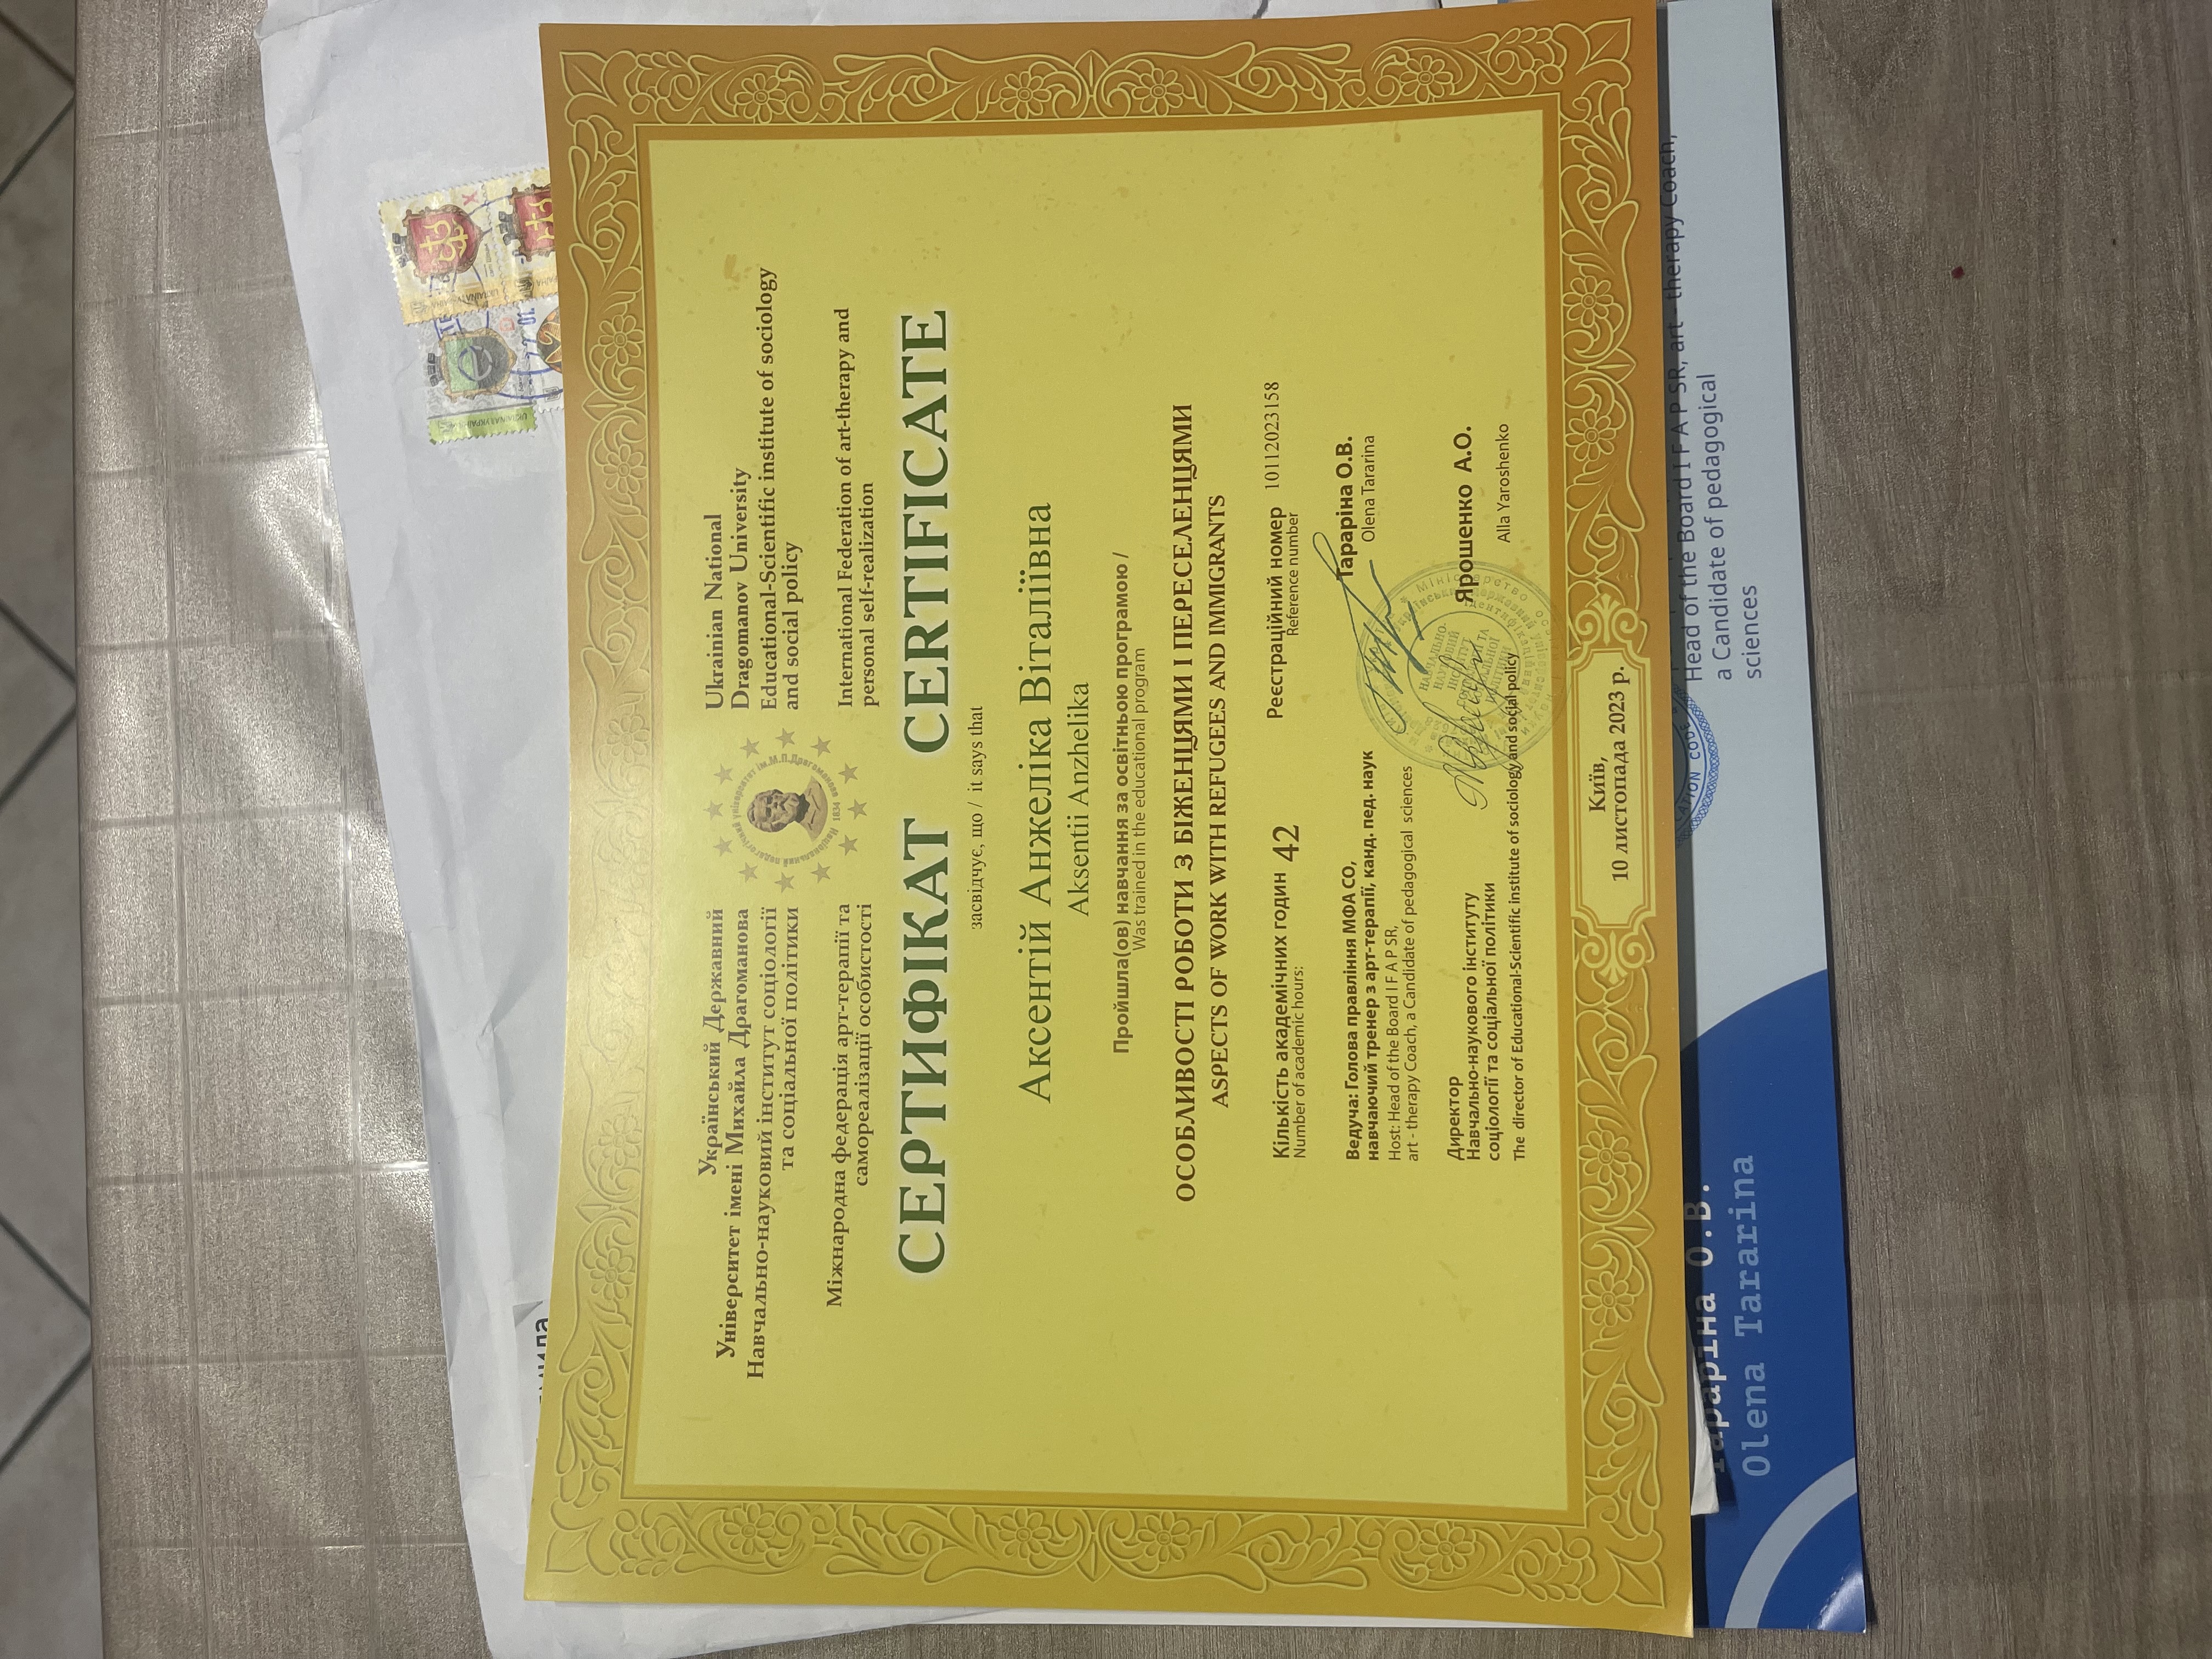 Український Державний
Університет імені Михайла Драгоманова
Навчально-науковий інститут соціології
та соціальної політики
Міжнародна федерація арт-терапії та
самореалізації особистості
Ukrainian National
Dragomanov University
Educational-Scientific institute of sociology
and social policy
International Federation of art-therapy and
personal self-realization
СЕРТИФІКАТ CERTIFICATE
засвідчує, що / it says that
Аксентій Анжеліка Віталіївна
Aksentii Anzhelika
Пройшла(ов) навчання за освітньою програмою /
Was trained in the educational program
ОСОБЛИВОСТІ РОБОТИ З БІЖЕНЦЯМИ І ПЕРЕСЕЛЕНЦЯМИ
ASPECTS OF WORK WITH REFUGES AND IMMIGRANTS
Кількість академічних годин 42
Number of academic hours:
Реєстраційний номер 10112023158
Reference number
Ведуча: Голова правління МФА СО,
навчаючий тренер з арт-терапії, канд. пед. наук
Host: Head of the Board I F A P SR,
art - therapy Coach, a Candidate of pedagogical sciences
Тараріна О.В.
Olena Tararina
Директор
Навчально-наукового інституту
соціології та соціальної політики
The director of Educational-Scientific institute of sociology and social policy
Ярошенко А.О.
Alla Yaroshenko
Київ,
10 листопада 2023 р.
Тараріна О.В.
Olena Tararina
Head of the Board I F A P SR, art - therapy Coach,
a Candidate of pedagogical
sciences